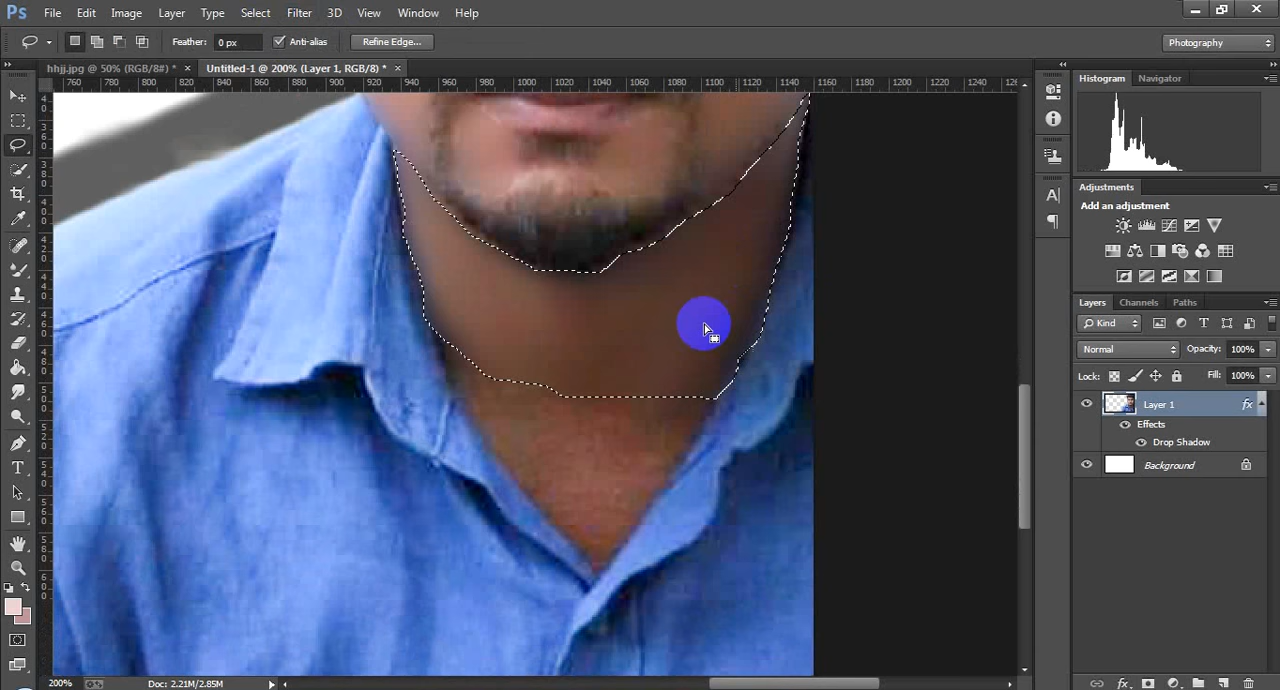 Ps File Edit Image Layer Type Select Filter 3D View Window Help
Feather: 0 px Anti-alias Refine Edge... Photography
hhjj.jpg @ 50% (RGB/8#) * × Untitled-1 @ 200% (Layer 1, RGB/8) * ×
760 780 800 820 840 860 880 900 920 940 960 980 1000 1020 1040 1060 1080 1100 1120 1140 1160 1180 1200 1220 1240
Histogram Navigator
Adjustments
Add an adjustment
Layers Channels Paths
Kind
Normal Opacity: 100%
Lock: Fill: 100%
Layer 1 fx
Effects
Drop Shadow
Background
200% Doc: 2.21M/2.85M